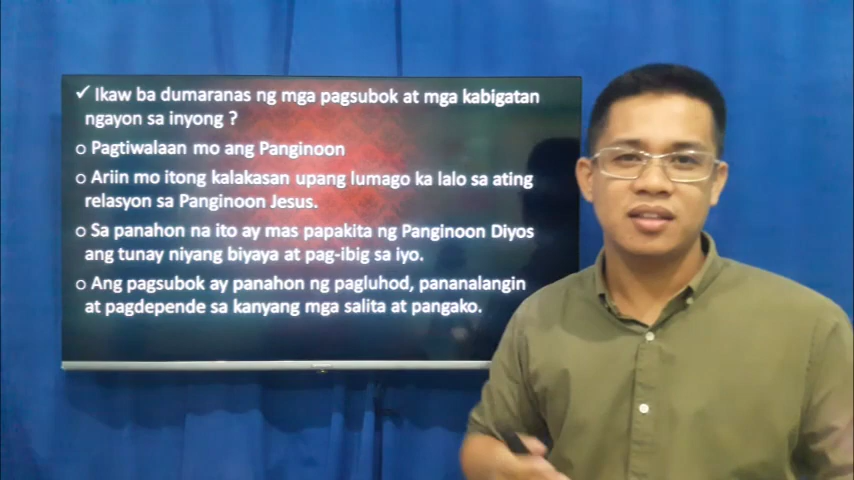 ✓ Ikaw ba dumaranas ng mga pagsubok at mga kabigatan
ngayon sa inyong ?
o Pagtiwalaan mo ang Panginoon
o Ariin mo itong kalakasan upang lumago ka lalo sa ating
relasyon sa Panginoon Jesus.
o Sa panahon na ito ay mas papakita ng Panginoon Diyos
ang tunay niyang biyaya at pag-ibig sa iyo.
o Ang pagsubok ay panahon ng pagluhod, pananalangin
at pagdepende sa kanyang mga salita at pangako.